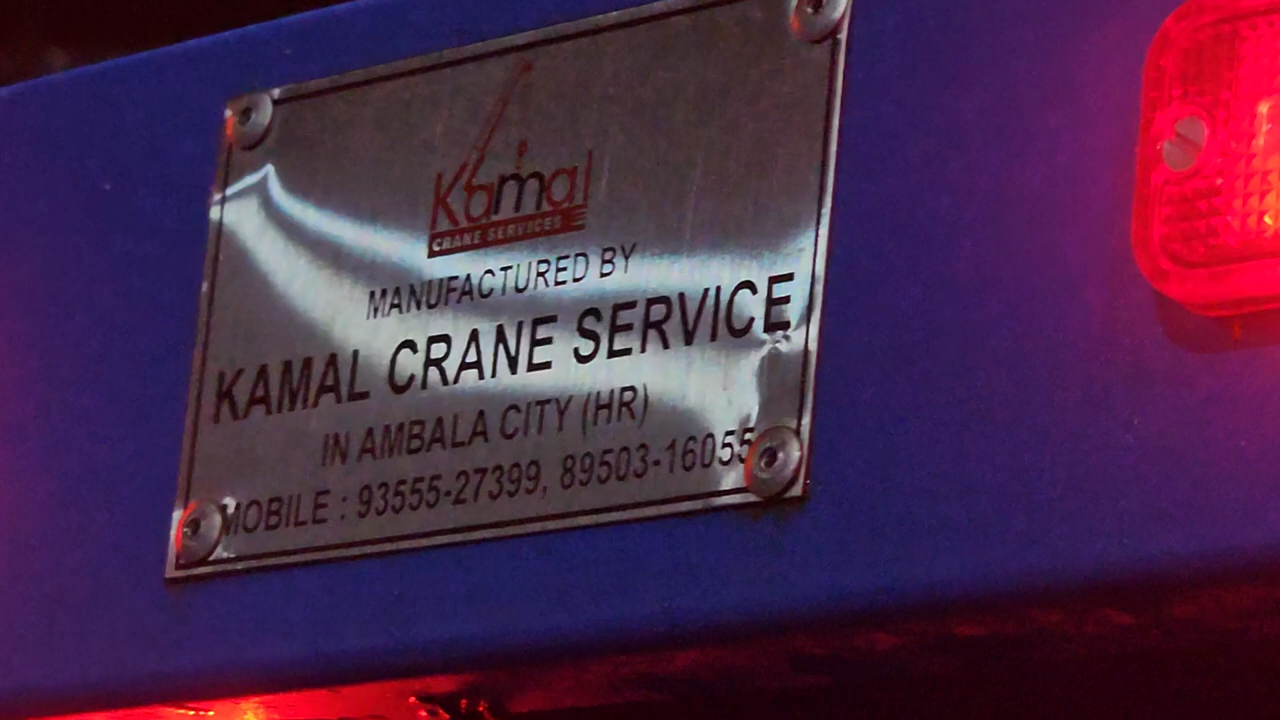 Kamal
CRANE SERVICES
MANUFACTURED BY
KAMAL CRANE SERVICE
IN AMBALA CITY (HR)
MOBILE : 93555-27399, 89503-16055